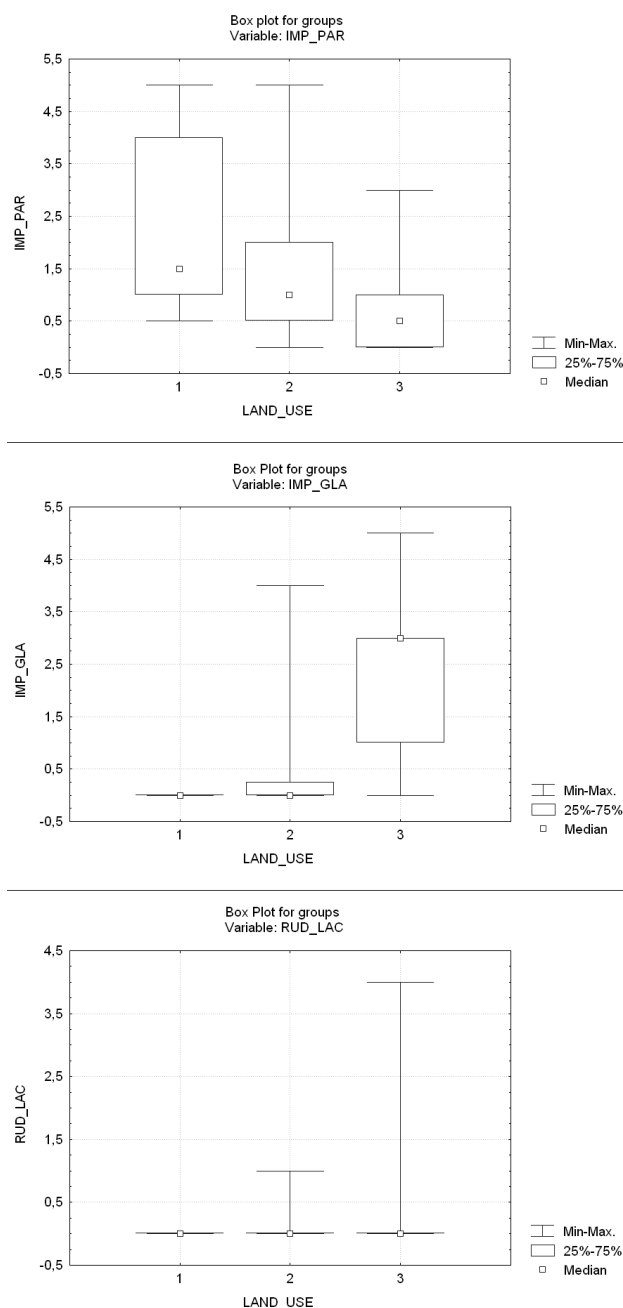 Box plot for groups
Variable: IMP_PAR
5,5
4,5
3,5
2,5
1,5
0,5
-0,5
IMP_PAR
1 2 3
LAND_USE
Min-Max.
25%-75%
Median
Box Plot for groups
Variable: IMP_GLA
5,5
4,5
3,5
2,5
1,5
0,5
-0,5
IMP_GLA
1 2 3
LAND_USE
Min-Max.
25%-75%
Median
Box Plot for groups
Variable: RUD_LAC
4,5
3,5
2,5
1,5
0,5
-0,5
RUD_LAC
1 2 3
LAND_USE
Min-Max.
25%-75%
Median